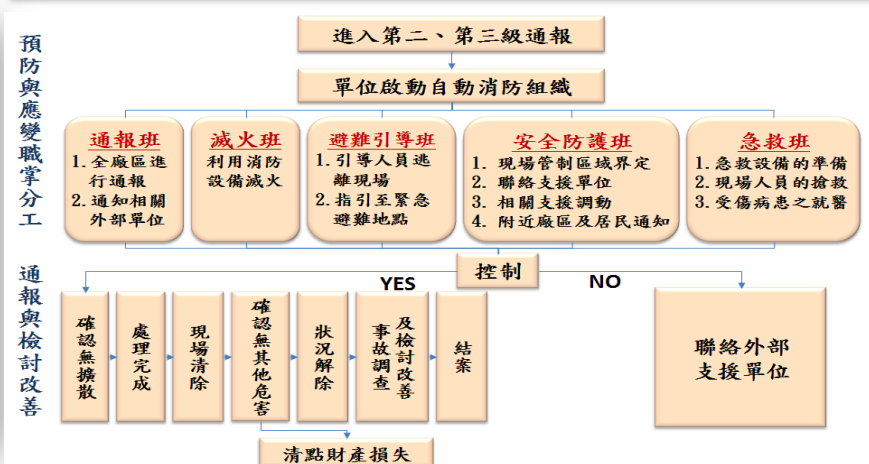 預防與應變職掌分工
進入第二、第三級通報
單位啟動自動消防組織
通報班
1. 全廠區進
行通報
2. 通知相關
外部單位
滅火班
利用消防
設備滅火
避難引導班
1. 引導人員逃
離現場
2. 指引至緊急
避難地點
安全防護班
1. 現場管制區域界定
2. 聯絡支援單位
3. 相關支援調動
4. 附近廠區及居民通知
急救班
1. 急救設備的準備
2. 現場人員的搶救
3. 受傷病患之就醫
通報與檢討改善
控制
YES
NO
確認無擴散
處理完成
現場清除
確認無其他危害
狀況解除
事故調查
及檢討改善
結案
聯絡外部
支援單位
清點財產損失